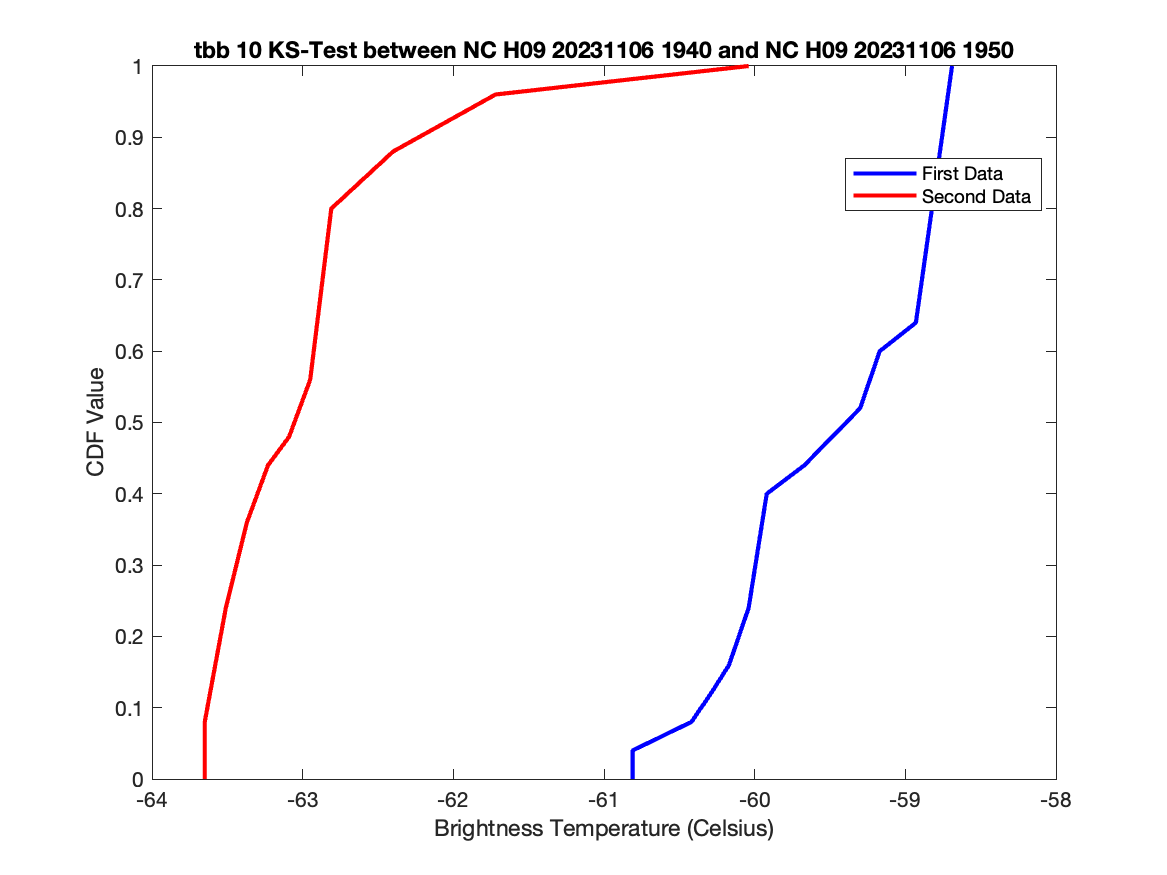 tbb 10 KS-Test between NC H09 20231106 1940 and NC H09 20231106 1950
1
0.9
0.8
0.7
0.6
0.5
0.4
0.3
0.2
0.1
0
CDF Value
First Data
Second Data
-64 -63 -62 -61 -60 -59 -58
Brightness Temperature (Celsius)